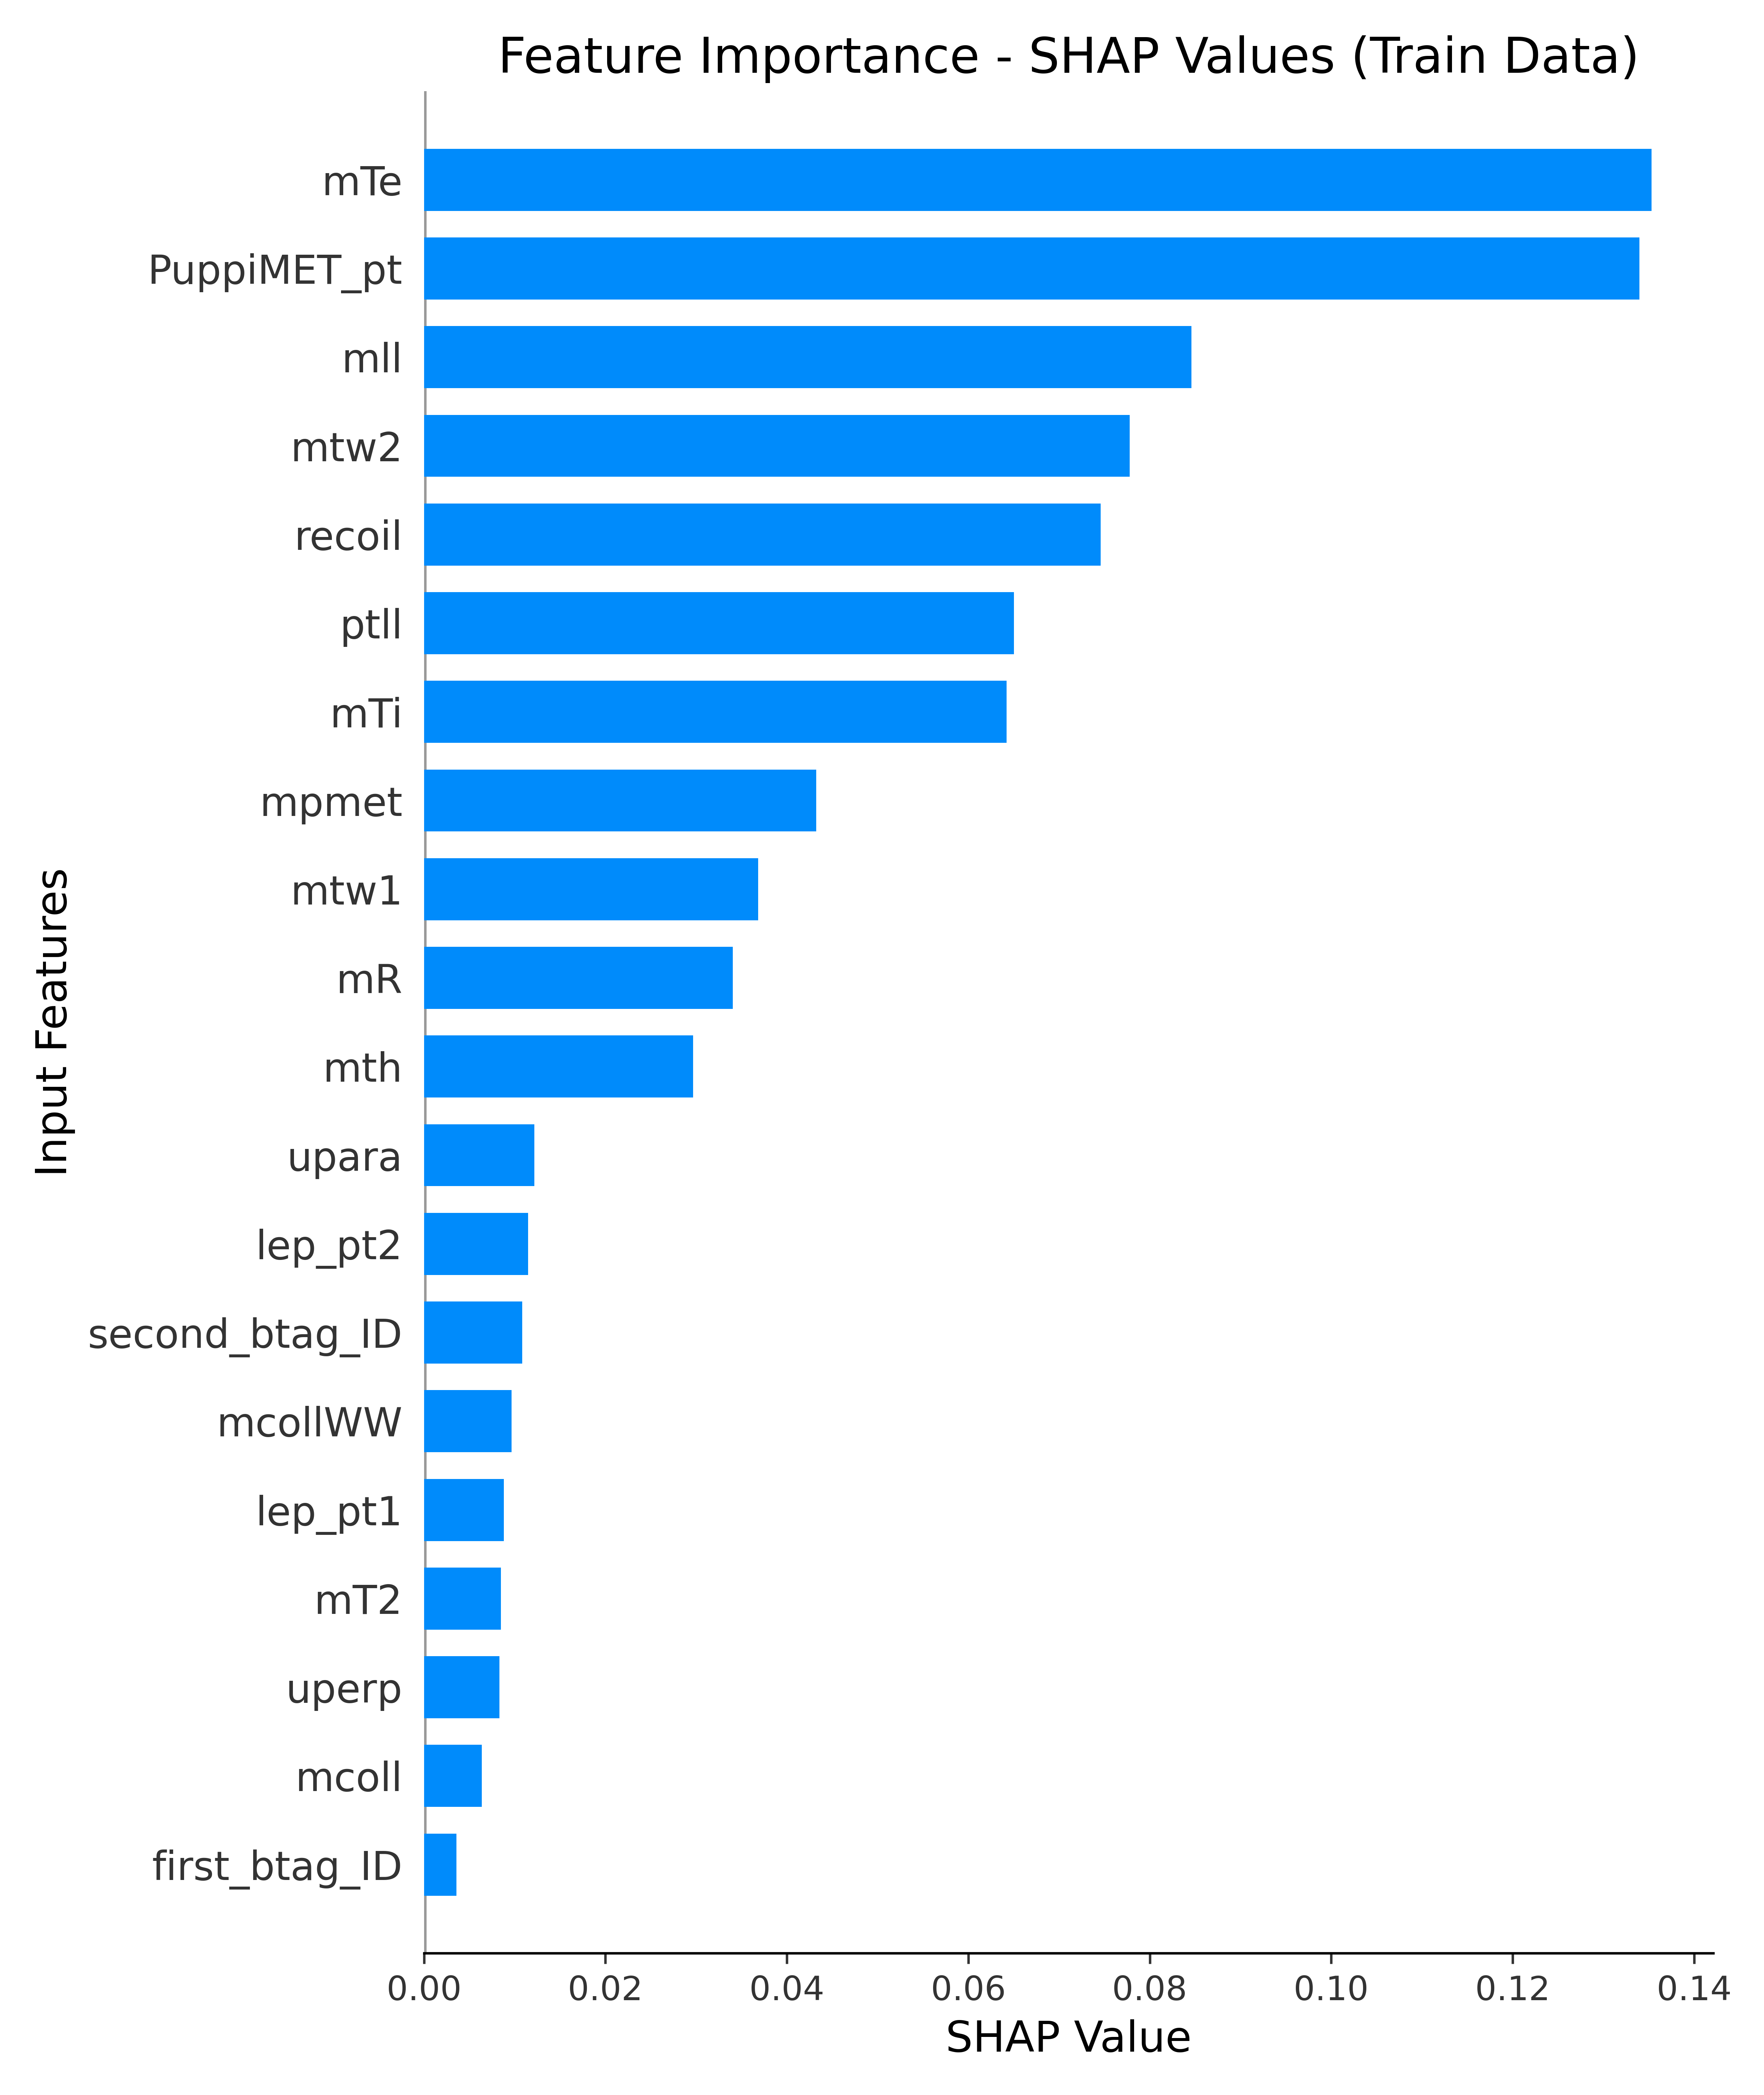 Feature Importance - SHAP Values (Train Data)
mTe
PuppiMET_pt
mll
mtw2
recoil
ptll
mTi
mpmet
mtw1
mR
mth
upara
lep_pt2
second_btag_ID
mcollWW
lep_pt1
mT2
uperp
mcoll
first_btag_ID
Input Features
0.00 0.02 0.04 0.06 0.08 0.10 0.12 0.14
SHAP Value